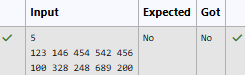 Input Expected Got
5 No No
123 146 454 542 456
100 328 248 689 200